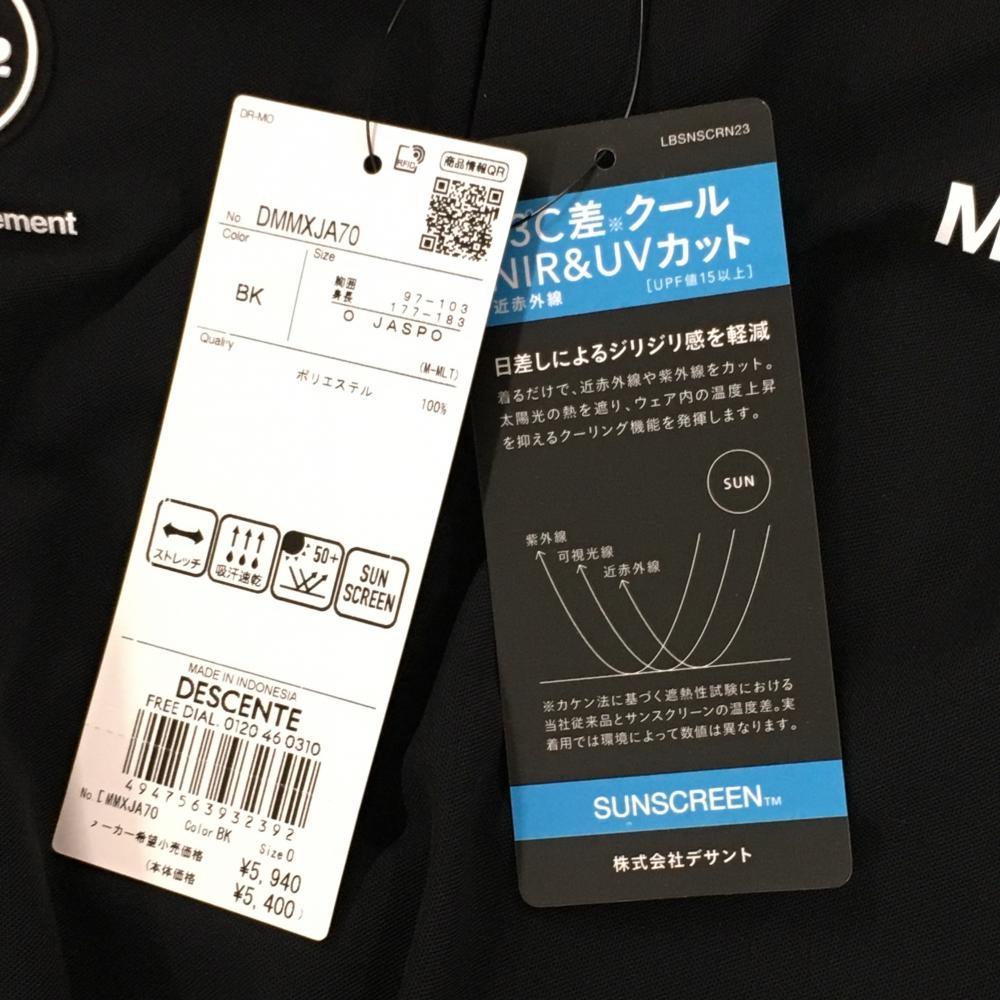 ement
M
DR-MO
RFID
商品情報QR
No DMMXJA70
Color
Size
BK
胸囲 97-103
身長 177-183
O JASPO
Quality
(M-MLT)
ポリエステル 100%
ストレッチ
吸汗速乾
50+
SUN SCREEN
MADE IN INDONESIA
DESCENTE
FREE DIAL. 0120 46 0310
4947563932392
No. DMMXJA70 Color BK Size O
メーカー希望小売価格 ¥5,940
(本体価格 ¥5,400)
LBSNSCRN23
3C差※クール
NIR&UVカット
近赤外線 [UPF値15以上]
日差しによるジリジリ感を軽減
着るだけで、近赤外線や紫外線をカット。
太陽光の熱を遮り、ウェア内の温度上昇
を抑えるクーリング機能を発揮します。
SUN
紫外線
可視光線
近赤外線
※カケン法に基づく遮熱性試験における
当社従来品とサンスクリーンの温度差。実
着用では環境によって数値は異なります。
SUNSCREEN™
株式会社デサント